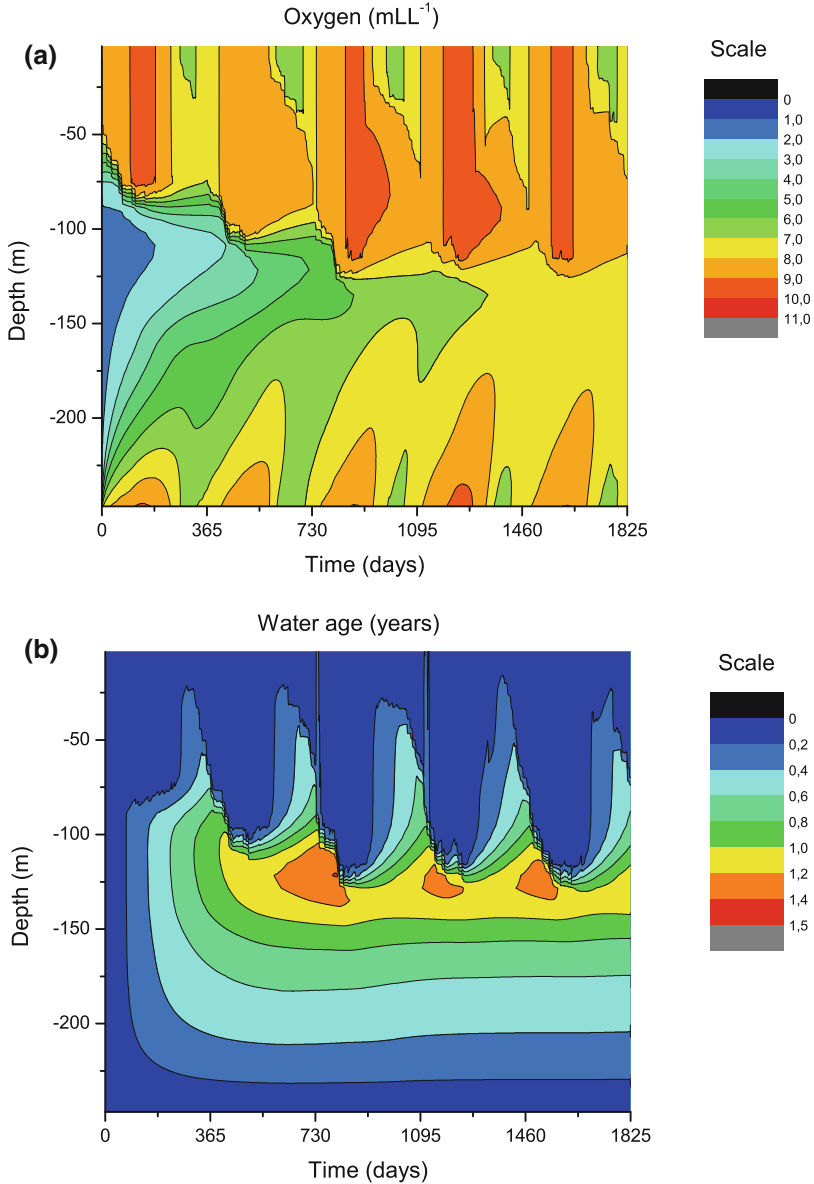 Oxygen (mLL⁻¹)
(a)
Scale
0
1,0
2,0
3,0
4,0
5,0
6,0
7,0
8,0
9,0
10,0
11,0
Depth (m)
-50
-100
-150
-200
0 365 730 1095 1460 1825
Time (days)
Water age (years)
(b)
Scale
0
0,2
0,4
0,6
0,8
1,0
1,2
1,4
1,5
Depth (m)
-50
-100
-150
-200
0 365 730 1095 1460 1825
Time (days)